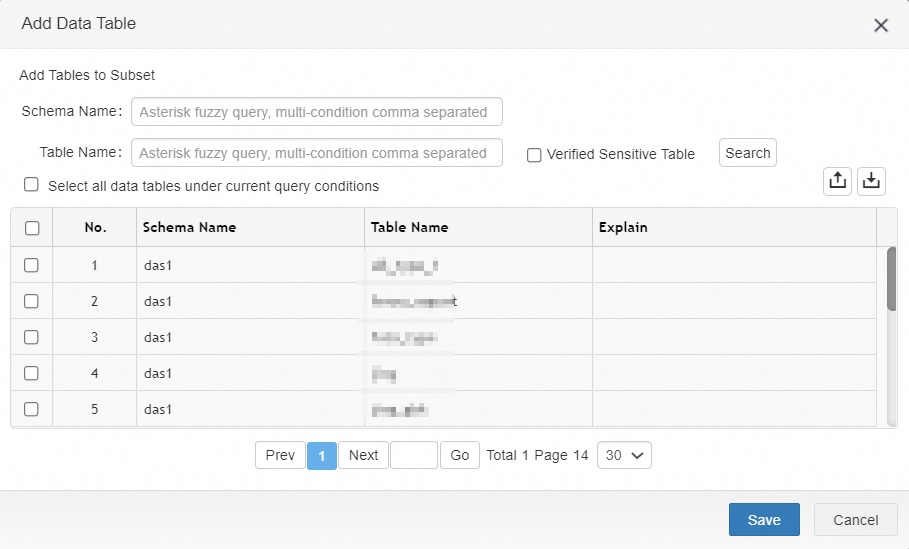 Add Data Table
Add Tables to Subset
Schema Name: Asterisk fuzzy query, multi-condition comma separated
Table Name: Asterisk fuzzy query, multi-condition comma separated Verified Sensitive Table Search
Select all data tables under current query conditions
No. Schema Name Table Name Explain
1 das1
2 das1
3 das1
4 das1
5 das1
Prev 1 Next Go Total 1 Page 14 30
Save Cancel